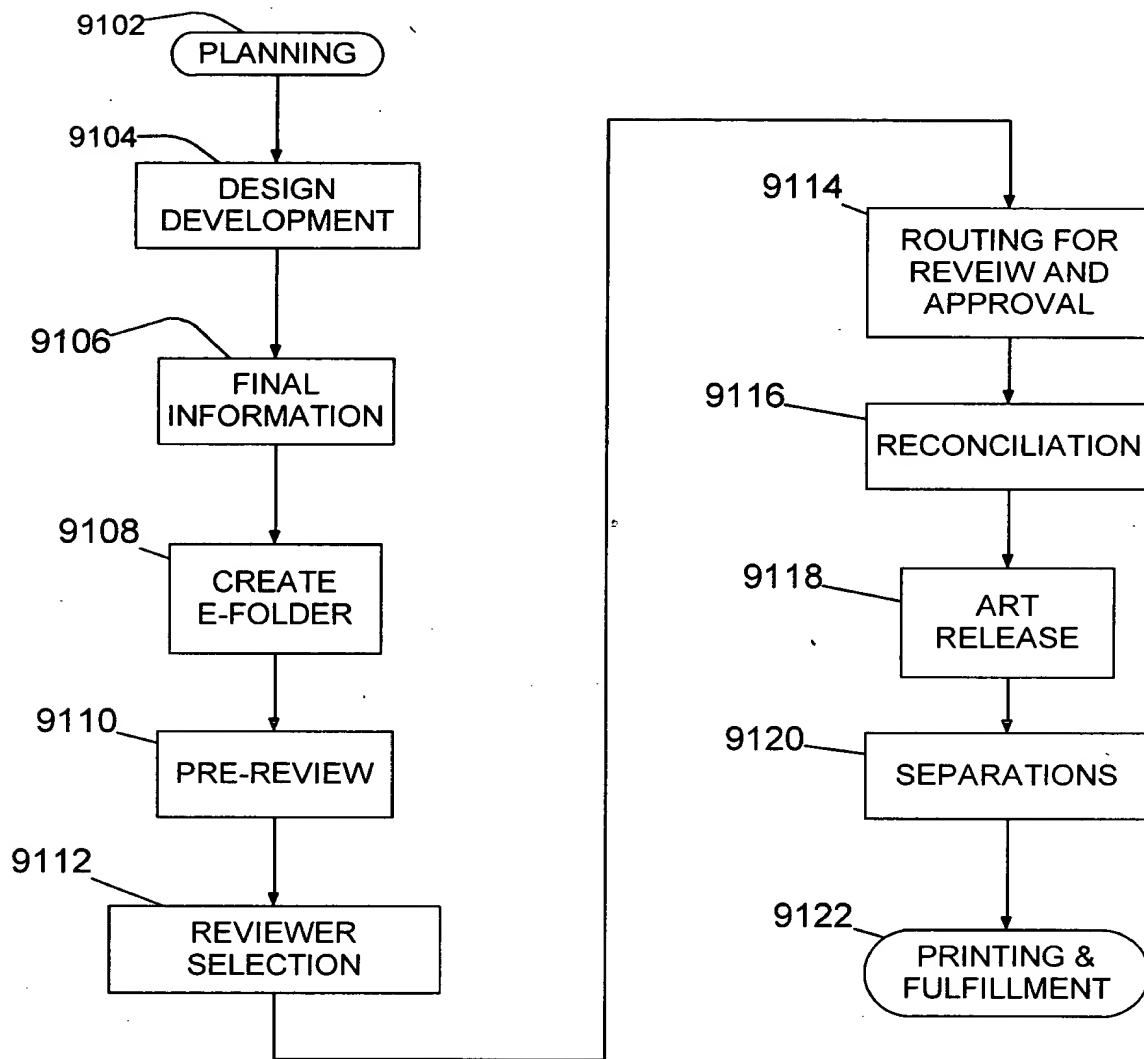 9102
PLANNING
9104
DESIGN
DEVELOPMENT
9106
FINAL
INFORMATION
9108
CREATE
E-FOLDER
9110
PRE-REVIEW
9112
REVIEWER
SELECTION
9114
ROUTING FOR
REVEIW AND
APPROVAL
9116
RECONCILIATION
9118
ART
RELEASE
9120
SEPARATIONS
9122
PRINTING &
FULFILLMENT